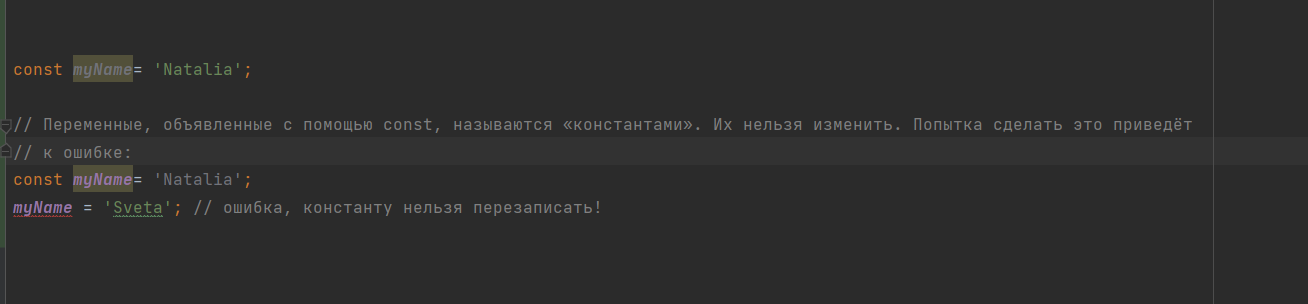 const myName= 'Natalia';
// Переменные, объявленные с помощью const, называются «константами». Их нельзя изменить. Попытка сделать это приведёт
// к ошибке:
const myName= 'Natalia';
myName = 'Sveta'; // ошибка, константу нельзя перезаписать!